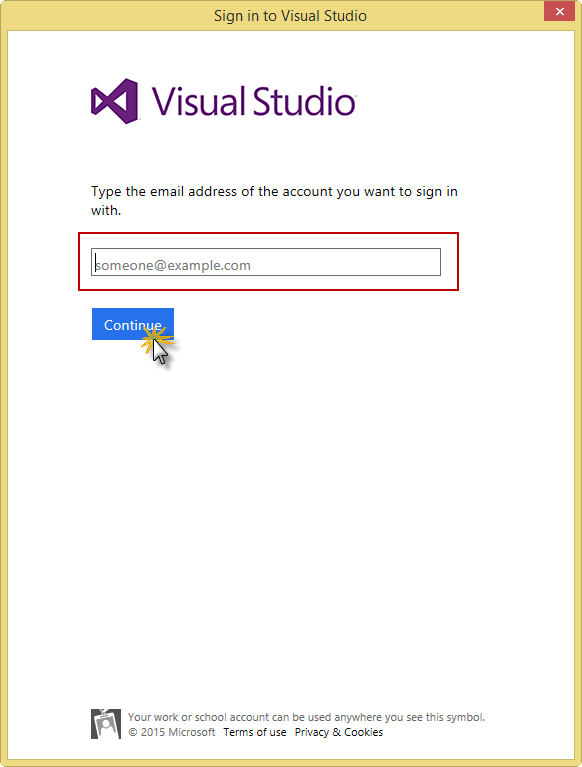 Sign in to Visual Studio
Visual Studio
Type the email address of the account you want to sign in
with.
someone@example.com
Continue
Your work or school account can be used anywhere you see this symbol.
© 2015 Microsoft Terms of use Privacy & Cookies